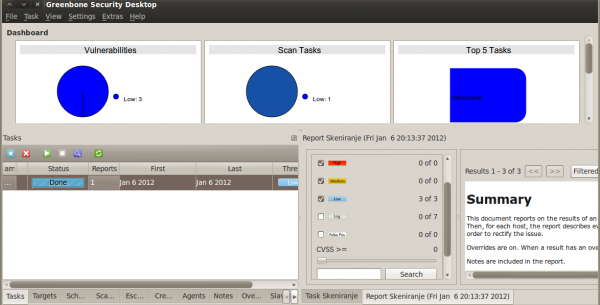 Greenbone Security Desktop
File Task View Settings Extras Help
Dashboard
Vulnerabilities
Low: 3
Scan Tasks
Low: 1
Top 5 Tasks
Tasks
Report Skeniranje (Fri Jan 6 20:13:37 2012)
am Status Reports First Last Thre
... Done 1 Jan 6 2012 Jan 6 2012 Low
High 0 of 0
Medium 0 of 0
Low 3 of 3
Log 0 of 7
False Po.. 0 of 0
CVSS >= 0
Search
Results 1 - 3 of 3 << >> Filtered
Summary
This document reports on the results of an
Then, for each host, the report describes ev
order to rectify the issue.
Overrides are on. When a result has an over
Notes are included in the report.
Tasks Targets Sch... Sca... Esc... Cre... Agents Notes Ove... Slav
Task Skeniranje Report Skeniranje (Fri Jan 6 20:13:37 2012)